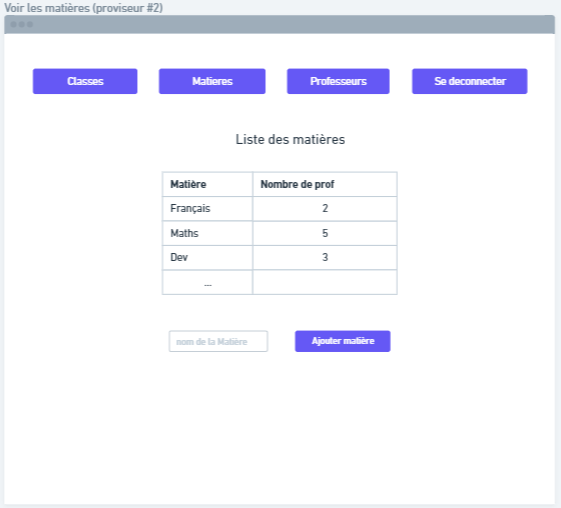 Voir les matières (proviseur #2)
Classes Matieres Professeurs Se deconnecter
Liste des matières
Matière Nombre de prof
Français 2
Maths 5
Dev 3
...
nom de la Matière Ajouter matière